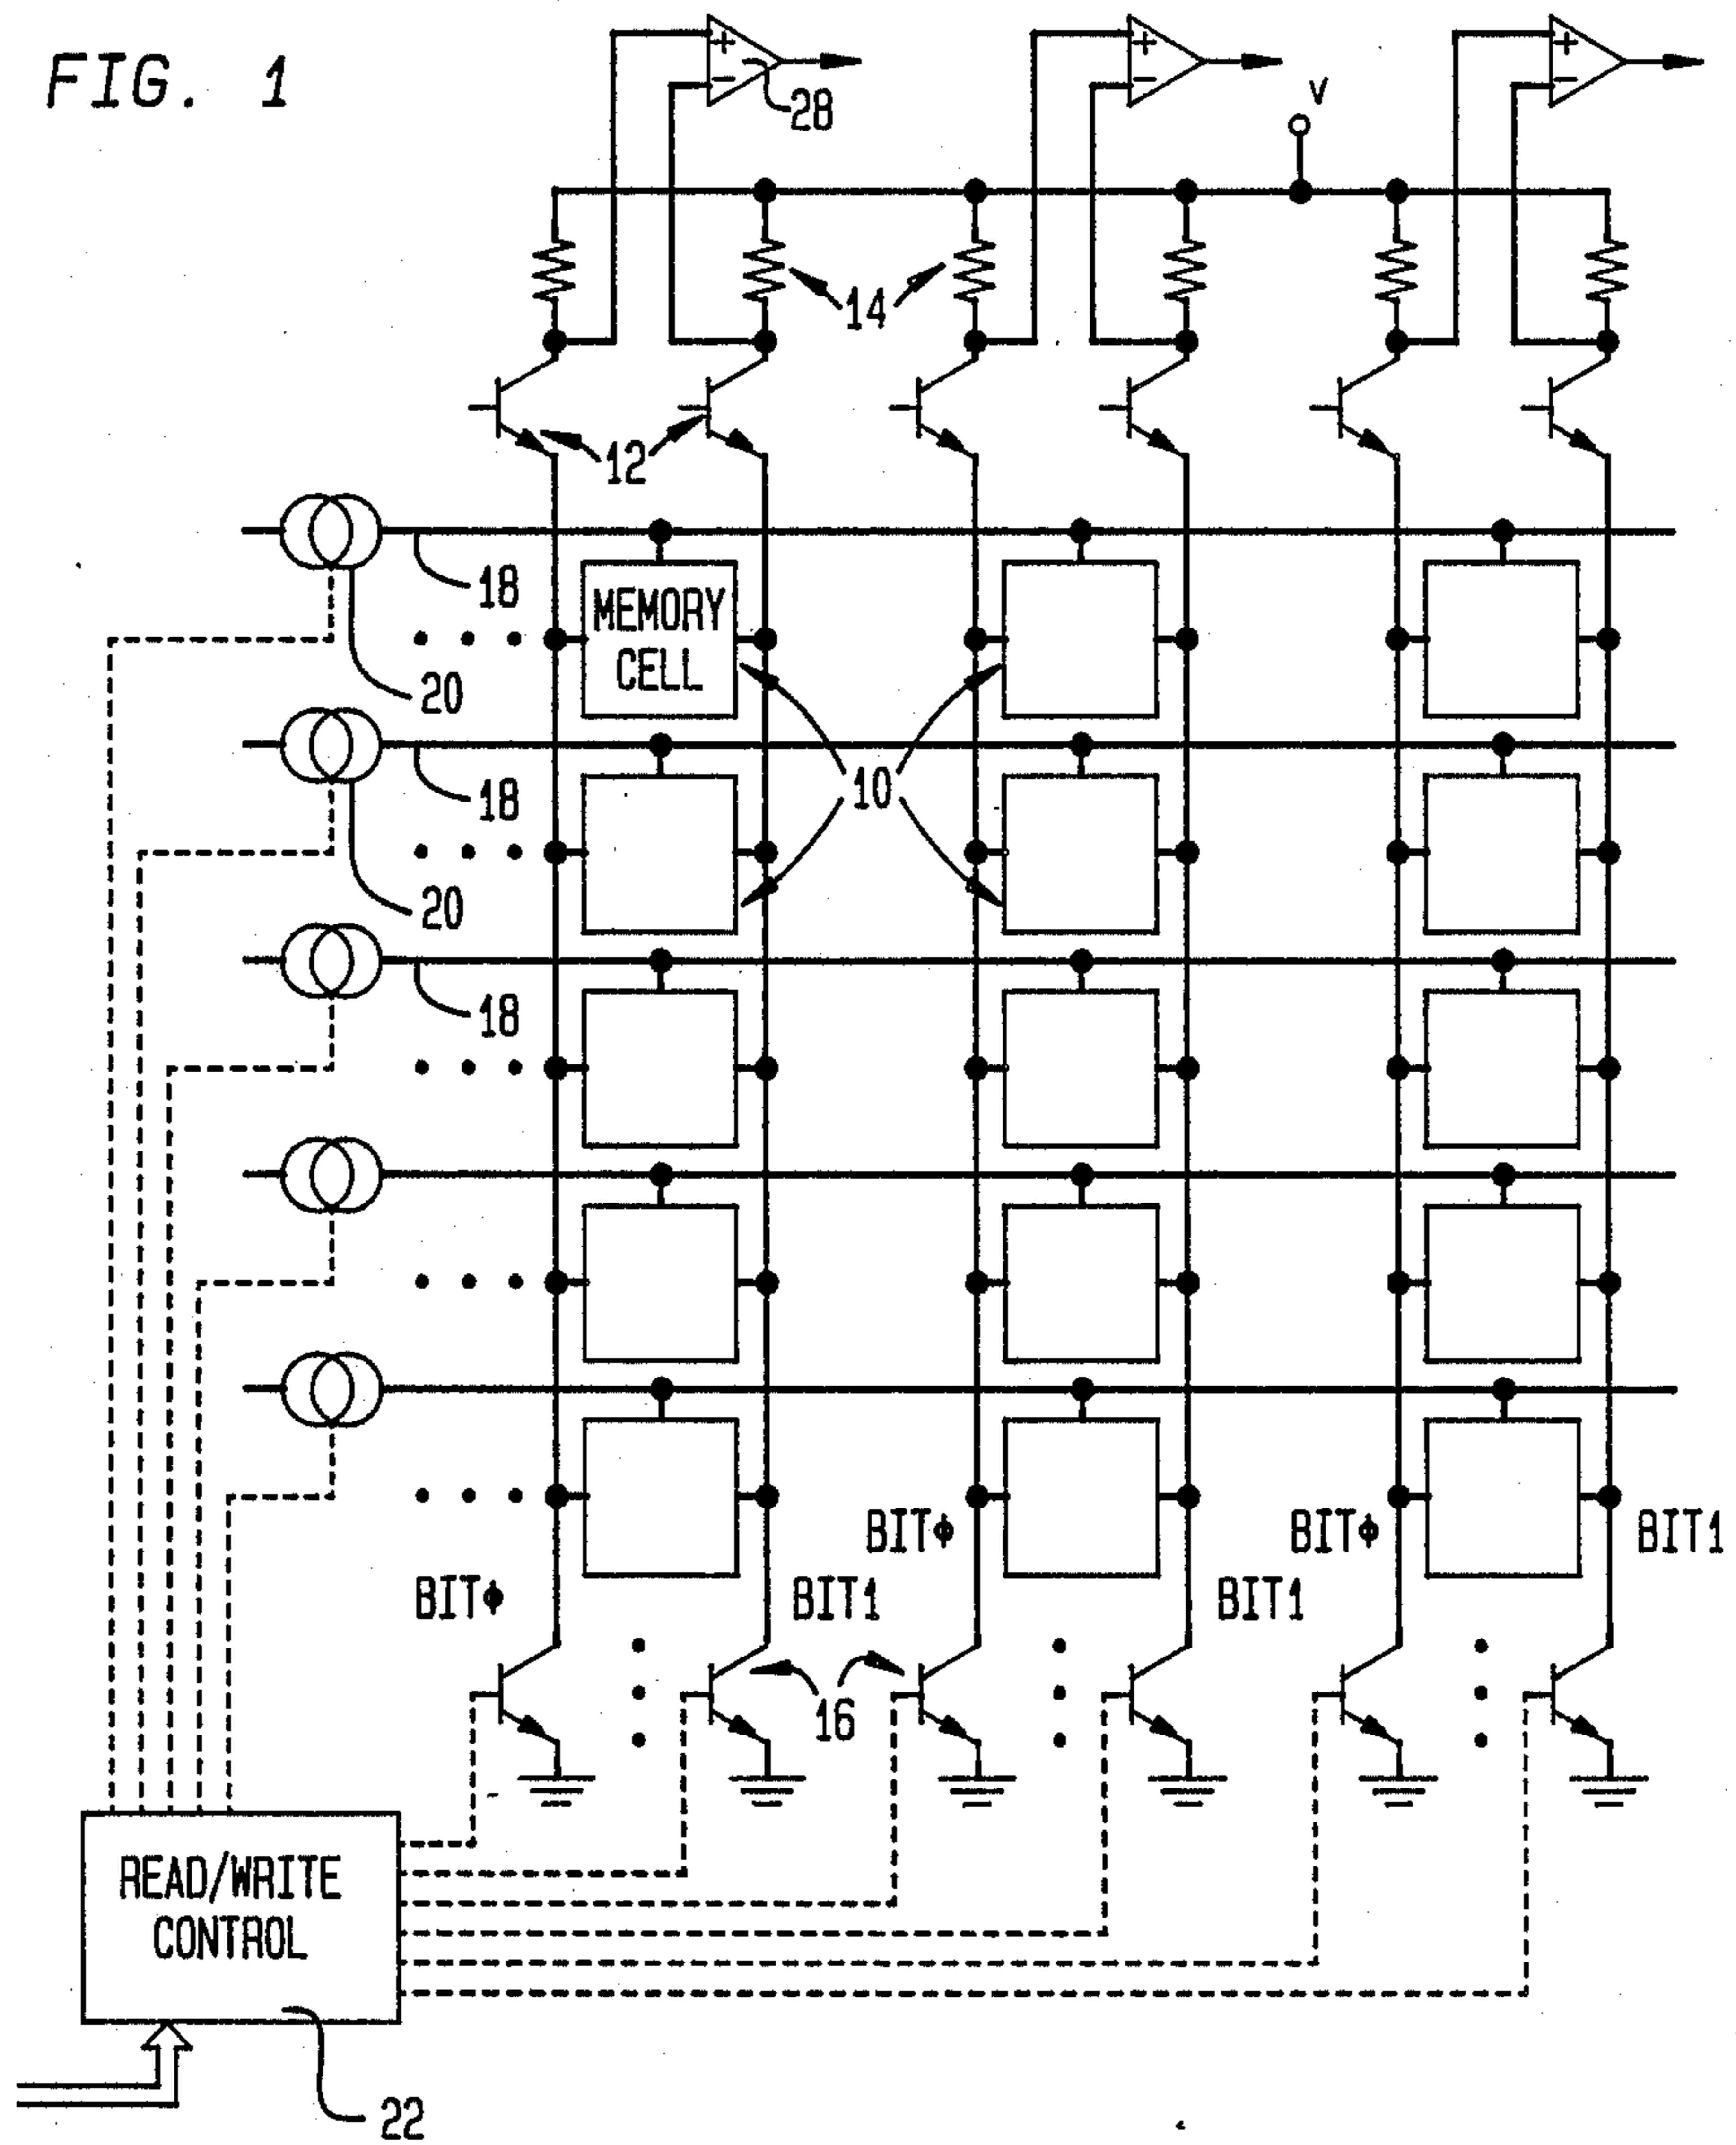 FIG. 1
+
−
28
+
−
V
+
−
14
12
18
MEMORY
CELL
20
18
10
20
18
BITϕ
BITϕ
BIT1
BITϕ
BIT1
BIT1
16
READ/WRITE
CONTROL
22